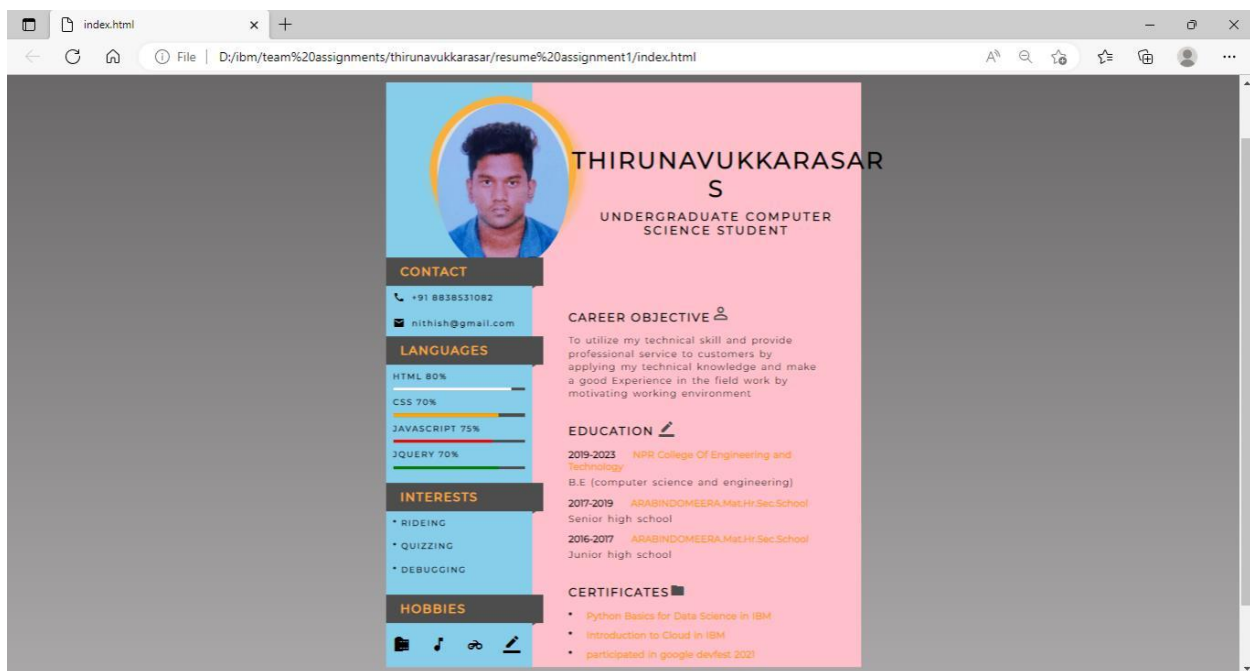 index.html
File
D:/ibm/team%20assignments/thirunavukkarasar/resume%20assignment1/index.html
THIRUNAVUKKARASAR
S
UNDERGRADUATE COMPUTER
SCIENCE STUDENT
CONTACT
+91 8838531082
nithish@gmail.com
LANGUAGES
HTML 80%
CSS 70%
JAVASCRIPT 75%
JQUERY 70%
INTERESTS
• RIDEING
• QUIZZING
• DEBUGGING
HOBBIES
CAREER OBJECTIVE
To utilize my technical skill and provide
professional service to customers by
applying my technical knowledge and make
a good Experience in the field work by
motivating working environment
EDUCATION
2019-2023 NPR College Of Engineering and
Technology
B.E (computer science and engineering)
2017-2019 ARABINDOMEERA.Mat.Hr.Sec.School
Senior high school
2016-2017 ARABINDOMEERA.Mat.Hr.Sec.School
Junior high school
CERTIFICATES
• Python Basics for Data Science in IBM
• Introduction to Cloud in IBM
• participated in google devfest 2021